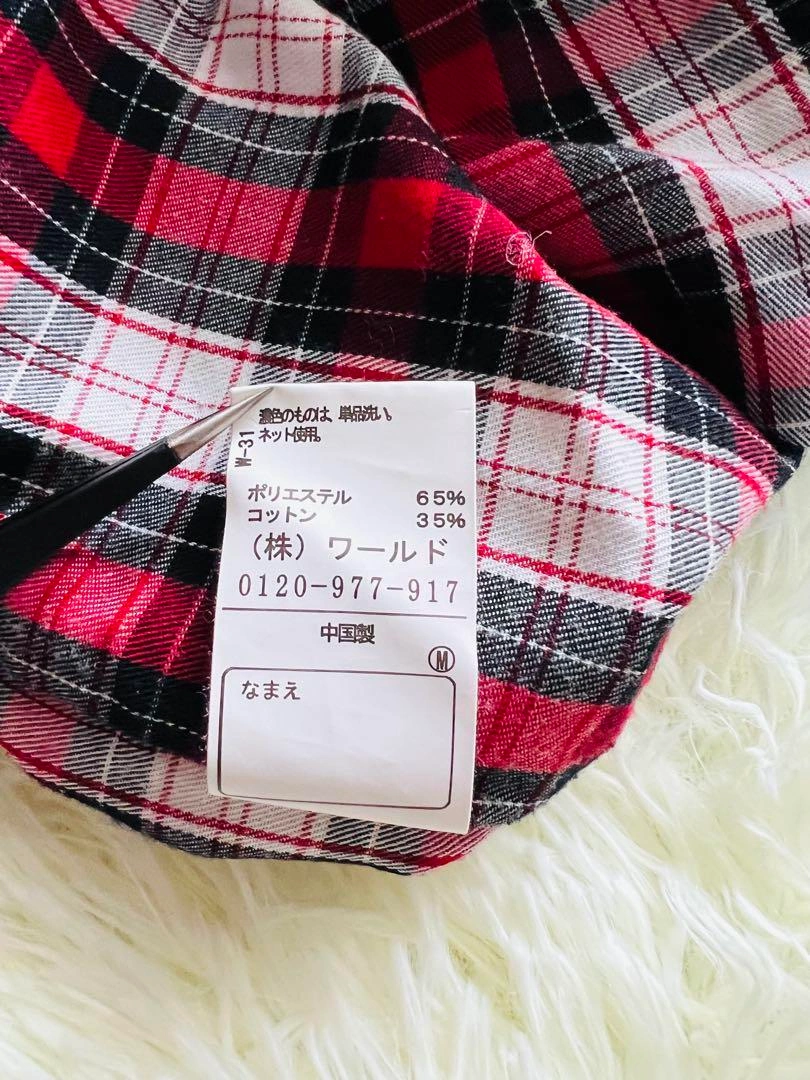 濃色のものは、単品洗い。
ネット使用。
W-31
ポリエステル 65%
コットン 35%
（株）ワールド
0120-977-917
中国製
Ⓜ
なまえ